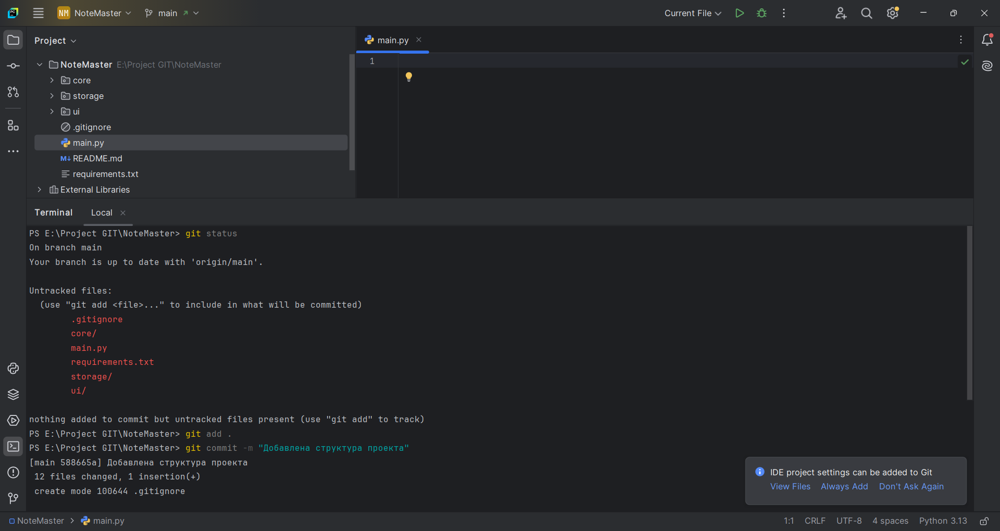 PC
NM NoteMaster
main
Current File
Project
main.py
NoteMaster E:\Project GIT\NoteMaster
core
storage
ui
.gitignore
main.py
M↓ README.md
requirements.txt
External Libraries
1
Terminal Local
PS E:\Project GIT\NoteMaster> git status
On branch main
Your branch is up to date with 'origin/main'.
Untracked files:
(use "git add <file>..." to include in what will be committed)
.gitignore
core/
main.py
requirements.txt
storage/
ui/
nothing added to commit but untracked files present (use "git add" to track)
PS E:\Project GIT\NoteMaster> git add .
PS E:\Project GIT\NoteMaster> git commit -m "Добавлена структура проекта"
[main 588665a] Добавлена структура проекта
12 files changed, 1 insertion(+)
create mode 100644 .gitignore
IDE project settings can be added to Git
View Files Always Add Don't Ask Again
NoteMaster > main.py
1:1 CRLF UTF-8 4 spaces Python 3.13